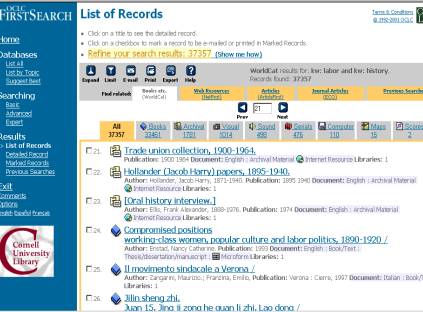 OCLC
FIRSTSEARCH
List of Records
Terms & Conditions
© 1992-2001 OCLC
Click on a title to see the detailed record.
Click on a checkbox to mark a record to be e-mailed or printed in Marked Records.
Home
Refine your search results: 37357 (Show me how)
Databases
List All
List by Topic
Suggest Best
Limit E-mail Print Export Help
WorldCat results for: kw: labor and kw: history.
Records found: 37357
Find related:
Books etc. (WorldCat)
Web Resources (NetFirst)
Articles (ArticleFirst)
Journal Articles (ECO)
Previous Searches
Searching
Basic
Advanced
Expert
21
Prev Next
Results
List of Records
Detailed Record
Marked Records
Previous Searches
All 37357
Books 33461
Archival 1781
Visual 1014
Sound 498
Serials 476
Computer 110
Maps 15
Scores 2
21. Trade union collection, 1900-1964.
Publication: 1900 1964 Document: English : Archival Material Internet Resource Libraries: 1
Exit
Comments
Options
English Español Français
22. Hollander (Jacob Harry) papers, 1895-1940.
Author: Hollander, Jacob Harry, 1871-1940. Publication: 1895 1940 Document: English : Archival Material
Internet Resource Libraries: 1
23. [Oral history interview.]
Author: Ellis, Frank Alexander, 1888-1976. Publication: 1974 Document: English : Archival Material
Internet Resource Libraries: 1
Cornell
University
Library
24. Compromised positions
working-class women, popular culture and labor politics, 1890-1920 /
Author: Enstad, Nancy Catherine. Publication: 1993 Document: English : Book/Text :
Thesis/dissertation/manuscript : Microform Libraries: 1
25. Il movimento sindacale a Verona /
Author: Zangarini, Maurizio.; Franzina, Emilio, Publication: Verona : Cierre, 1997 Document: Italian : Book/T
Libraries: 1
26. Jilin sheng zhi.
Juan 15, Jing ji zong he guan li zhi. Lao dong /